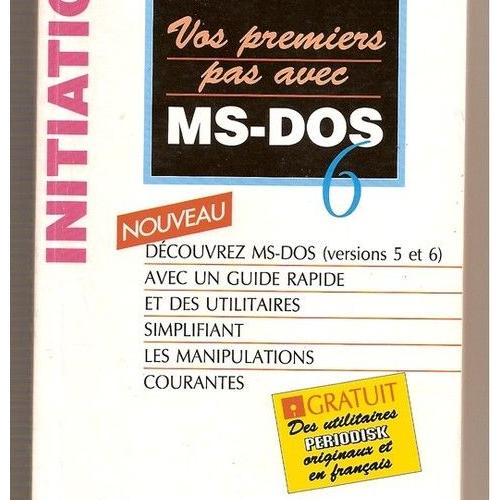 INITIATIO
Vos premiers
pas avec
MS-DOS
6
NOUVEAU
DÉCOUVREZ MS-DOS (versions 5 et 6)
AVEC UN GUIDE RAPIDE
ET DES UTILITAIRES
SIMPLIFIANT
LES MANIPULATIONS
COURANTES
GRATUIT
Des utilitaires
PERIODISK
originaux et
en français